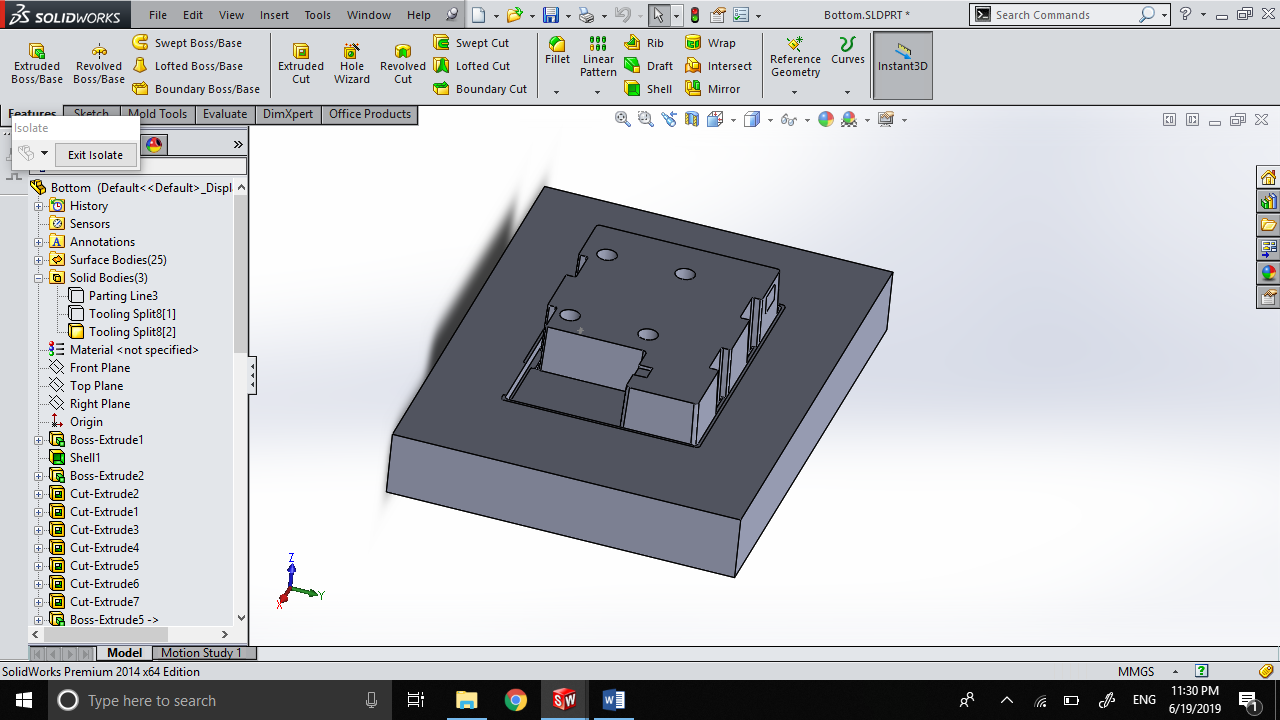 SOLIDWORKS File Edit View Insert Tools Window Help Bottom.SLDPRT * Search Commands
Extruded Boss/Base
Revolved Boss/Base
Swept Boss/Base
Lofted Boss/Base
Boundary Boss/Base
Extruded Cut
Hole Wizard
Revolved Cut
Swept Cut
Lofted Cut
Boundary Cut
Fillet
Linear Pattern
Rib
Draft
Shell
Wrap
Intersect
Mirror
Reference Geometry
Curves
Instant3D
Features Sketch Mold Tools Evaluate DimXpert Office Products
Isolate
Exit Isolate
Bottom (Default<<Default>_Displ
History
Sensors
A Annotations
Surface Bodies(25)
Solid Bodies(3)
Parting Line3
Tooling Split8[1]
Tooling Split8[2]
Material <not specified>
Front Plane
Top Plane
Right Plane
Origin
Boss-Extrude1
Shell1
Boss-Extrude2
Cut-Extrude2
Cut-Extrude1
Cut-Extrude3
Cut-Extrude4
Cut-Extrude5
Cut-Extrude6
Cut-Extrude7
Boss-Extrude5 ->
Z
Y
X
Model Motion Study 1
SolidWorks Premium 2014 x64 Edition MMGS
Type here to search ENG 11:30 PM
6/19/2019 1